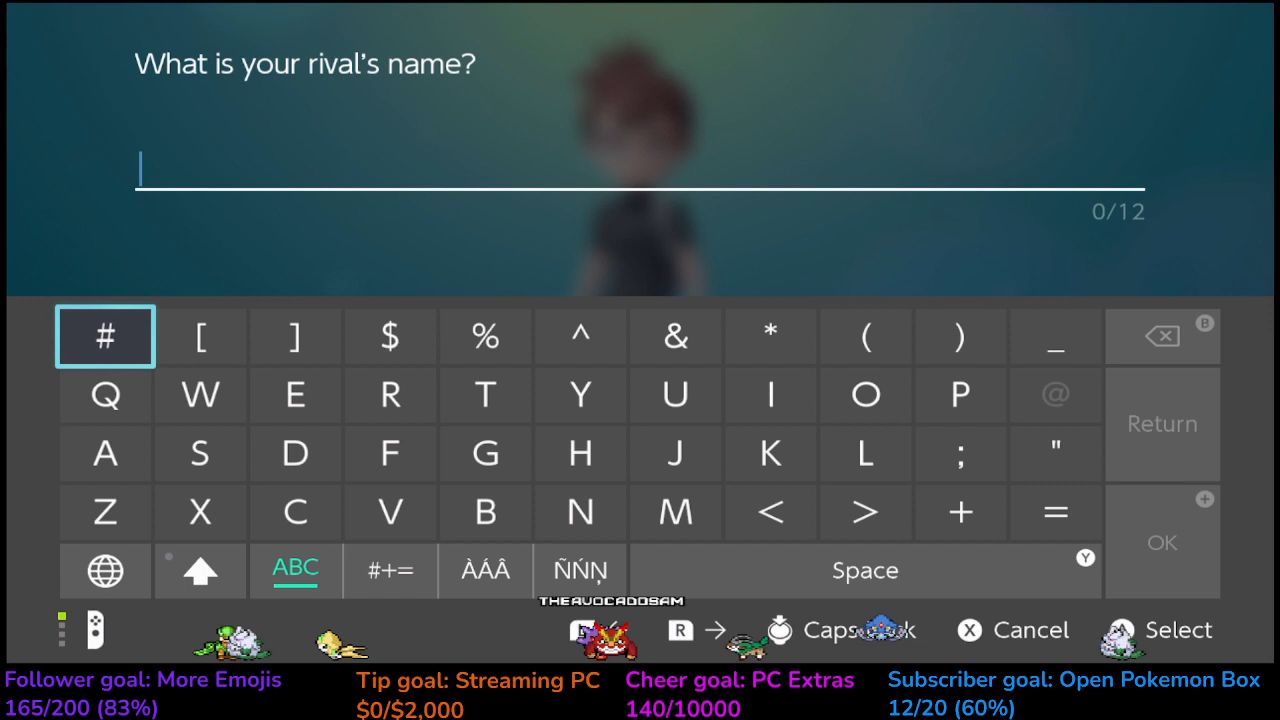 What is your rival's name?
0/12
# [ ] $ % ^ & * ( ) _ B
Q W E R T Y U I O P @ Return
A S D F G H J K L ; "
Z X C V B N M < > + = + OK
ABC #+= ÀÁÂ ÑŃŅ Space Y
THEAVOCADOSAM
R → Caps X Cancel Select
Follower goal: More Emojis
165/200 (83%)
Tip goal: Streaming PC
$0/$2,000
Cheer goal: PC Extras
140/10000
Subscriber goal: Open Pokemon Box
12/20 (60%)